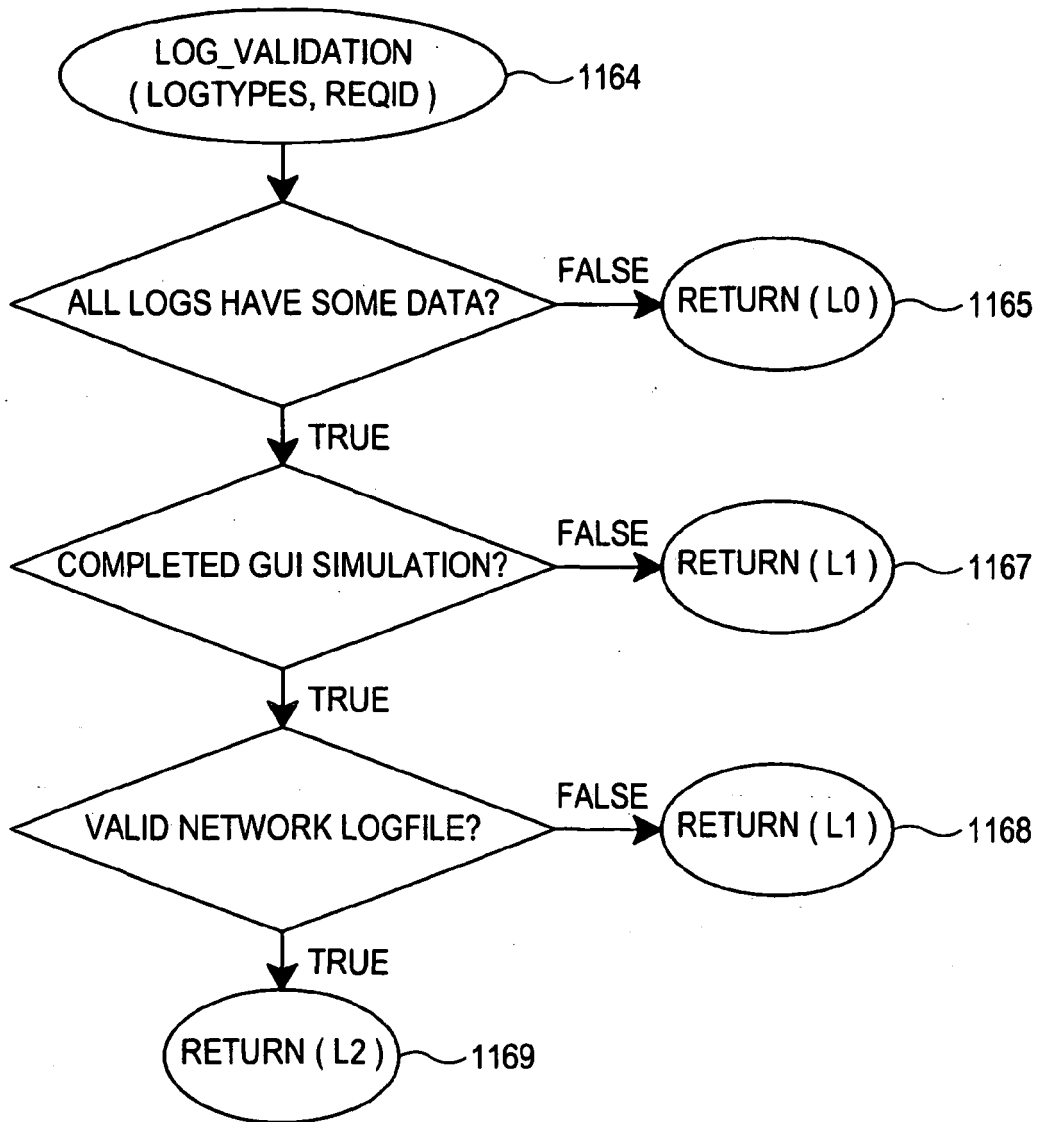 LOG_VALIDATION
( LOGTYPES, REQID )
1164
ALL LOGS HAVE SOME DATA?
FALSE
RETURN ( L0 )
1165
TRUE
COMPLETED GUI SIMULATION?
FALSE
RETURN ( L1 )
1167
TRUE
VALID NETWORK LOGFILE?
FALSE
RETURN ( L1 )
1168
TRUE
RETURN ( L2 )
1169